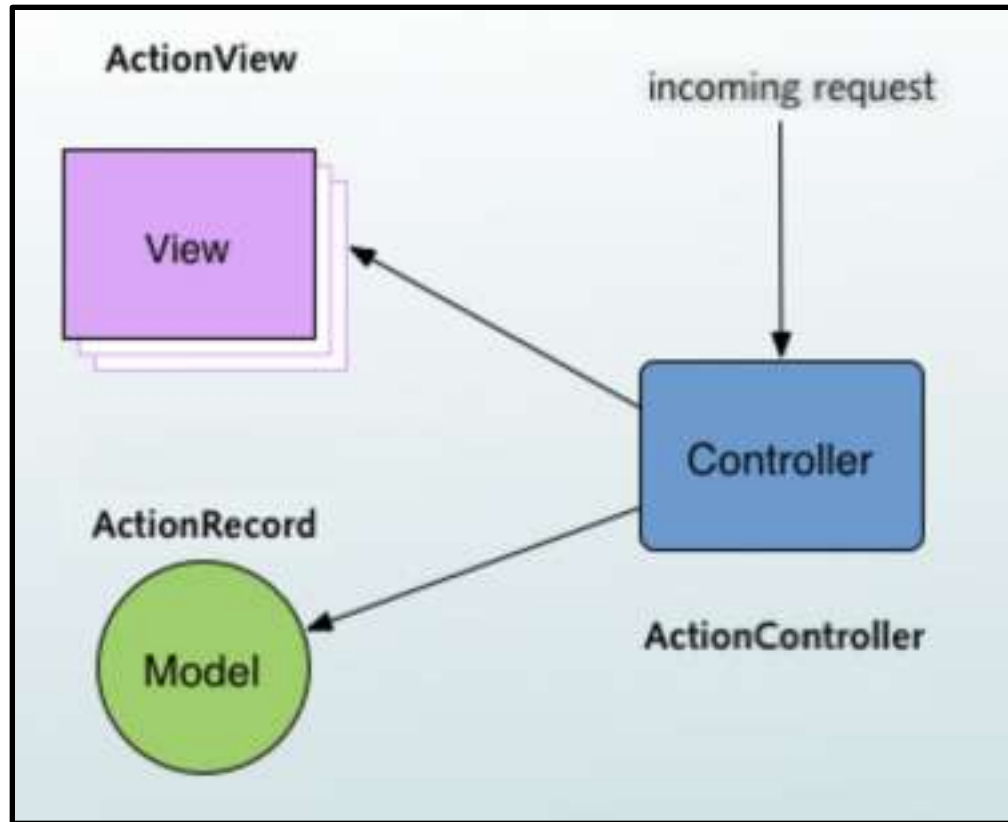 ActionView
incoming request
View
Controller
ActionRecord
ActionController
Model